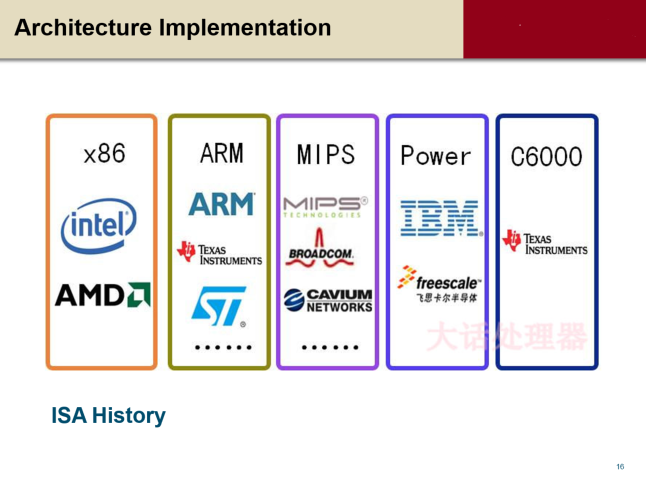 Architecture Implementation
x86
intel®
AMD
ARM
ARM®
TEXAS
INSTRUMENTS
ST®
......
MIPS
MIPS®
TECHNOLOGIES
BROADCOM.
CAVIUM
NETWORKS
......
Power
IBM®
freescale™
飞思卡尔半导体
C6000
TEXAS
INSTRUMENTS
大话处理器
ISA History
16